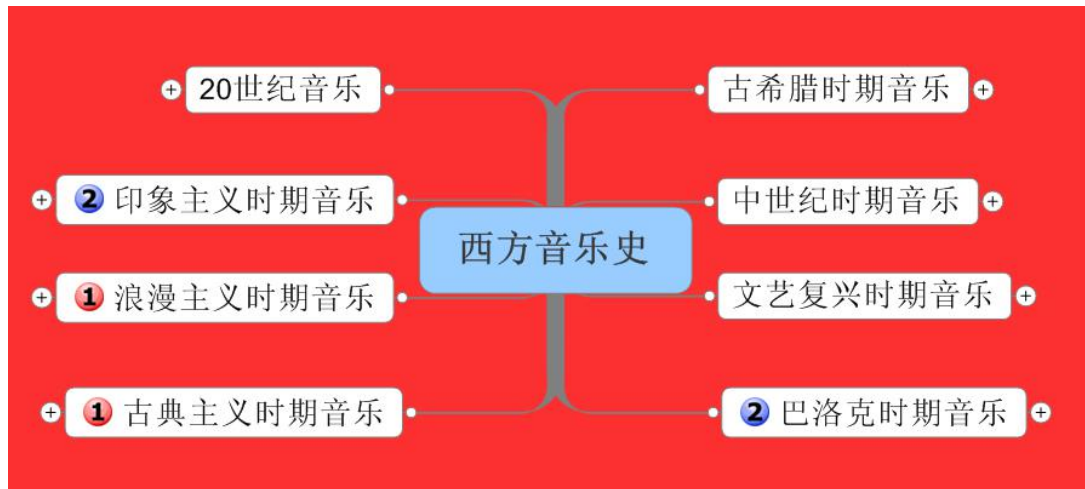 西方音乐史
古希腊时期音乐
中世纪时期音乐
文艺复兴时期音乐
2 巴洛克时期音乐
1 古典主义时期音乐
1 浪漫主义时期音乐
2 印象主义时期音乐
20世纪音乐